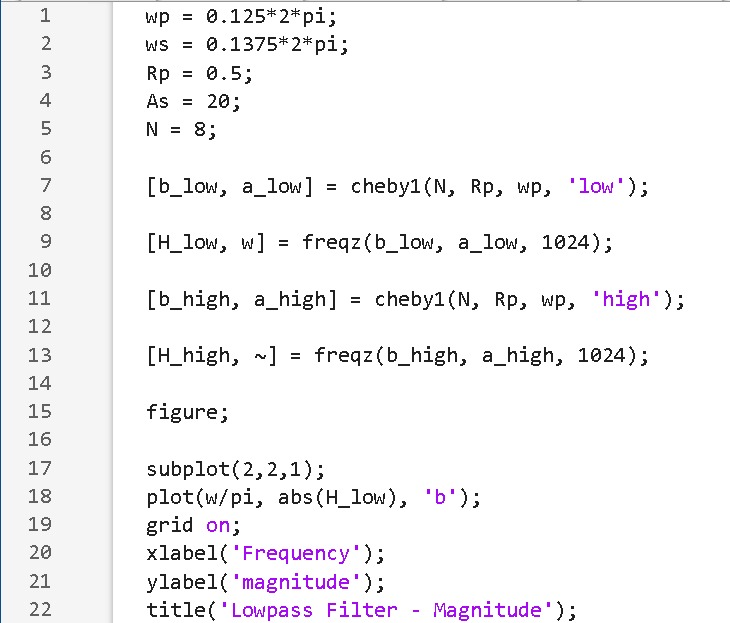 1 wp = 0.125*2*pi;
2 ws = 0.1375*2*pi;
3 Rp = 0.5;
4 As = 20;
5 N = 8;
6
7 [b_low, a_low] = cheby1(N, Rp, wp, 'low');
8
9 [H_low, w] = freqz(b_low, a_low, 1024);
10
11 [b_high, a_high] = cheby1(N, Rp, wp, 'high');
12
13 [H_high, ~] = freqz(b_high, a_high, 1024);
14
15 figure;
16
17 subplot(2,2,1);
18 plot(w/pi, abs(H_low), 'b');
19 grid on;
20 xlabel('Frequency');
21 ylabel('magnitude');
22 title('Lowpass Filter - Magnitude');